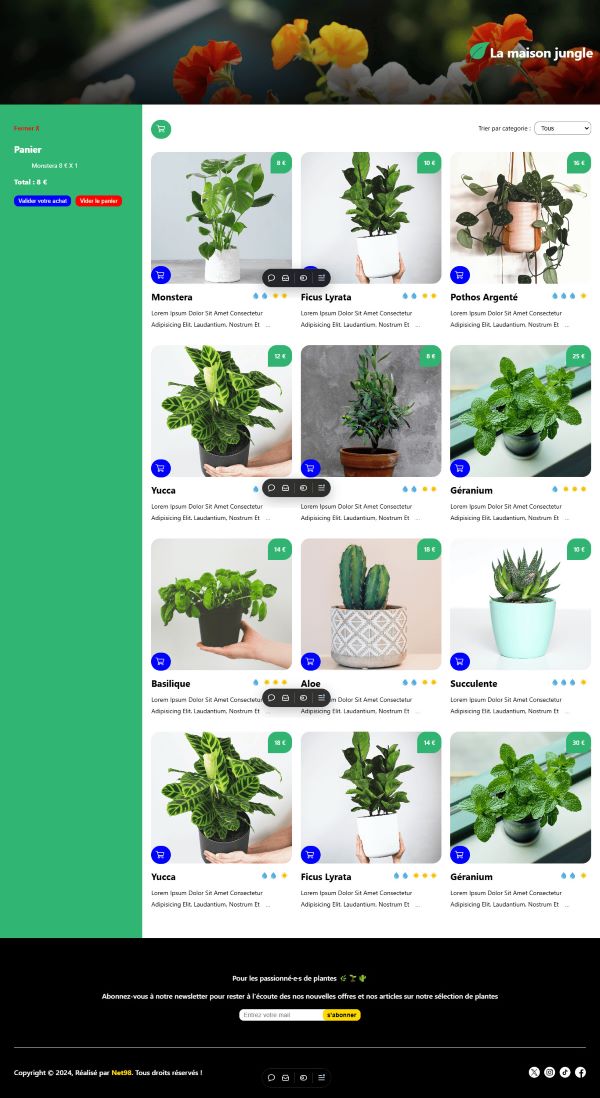 La maison jungle
Fermer X
Panier
Monstera 8 € X 1
Total : 8 €
Valider votre achat
Vider le panier
Trier par categorie :
Tous
8 €
10 €
16 €
Monstera
Ficus Lyrata
Pothos Argenté
Lorem Ipsum Dolor Sit Amet Consectetur
Adipisicing Elit. Laudantium, Nostrum Et ...
Lorem Ipsum Dolor Sit Amet Consectetur
Adipisicing Elit. Laudantium, Nostrum Et ...
Lorem Ipsum Dolor Sit Amet Consectetur
Adipisicing Elit. Laudantium, Nostrum Et ...
12 €
8 €
25 €
Yucca
Géranium
Lorem Ipsum Dolor Sit Amet Consectetur
Adipisicing Elit. Laudantium, Nostrum Et ...
Lorem Ipsum Dolor Sit Amet Consectetur
Adipisicing Elit. Laudantium, Nostrum Et ...
Lorem Ipsum Dolor Sit Amet Consectetur
Adipisicing Elit. Laudantium, Nostrum Et ...
14 €
18 €
10 €
Basilique
Aloe
Succulente
Lorem Ipsum Dolor Sit Amet Consectetur
Adipisicing Elit. Laudantium, Nostrum Et ...
Ipsum Dolor Sit Amet Consectetur
Adipisicing Elit. Laudantium, Nostrum Et ...
Lorem Ipsum Dolor Sit Amet Consectetur
Adipisicing Elit. Laudantium, Nostrum Et ...
18 €
14 €
30 €
Yucca
Ficus Lyrata
Géranium
Lorem Ipsum Dolor Sit Amet Consectetur
Adipisicing Elit. Laudantium, Nostrum Et ...
Lorem Ipsum Dolor Sit Amet Consectetur
Adipisicing Elit. Laudantium, Nostrum Et ...
Lorem Ipsum Dolor Sit Amet Consectetur
Adipisicing Elit. Laudantium, Nostrum Et ...
Pour les passionné·e·s de plantes
Abonnez-vous à notre newsletter pour rester à l'écoute des nos nouvelles offres et nos articles sur notre sélection de plantes
Entrez votre mail
s'abonner
Copyright © 2024, Réalisé par Net98. Tous droits réservés !